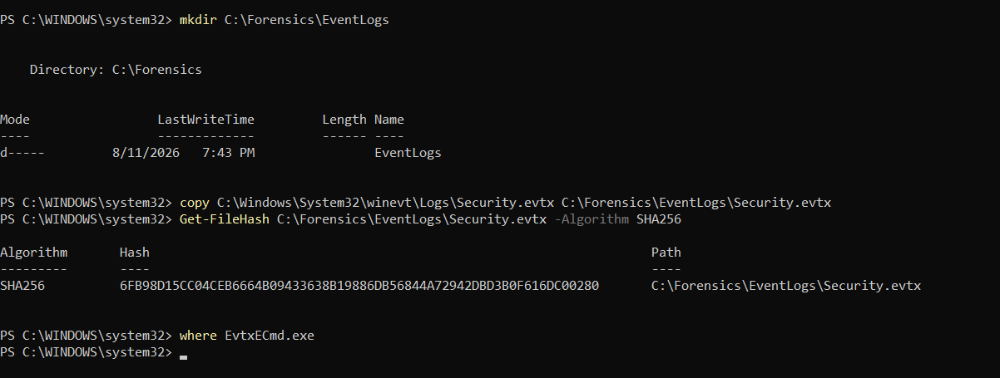 PS C:\WINDOWS\system32> mkdir C:\Forensics\EventLogs
Directory: C:\Forensics
Mode LastWriteTime Length Name
---- ------------- ------ ----
d----- 8/11/2026 7:43 PM EventLogs
PS C:\WINDOWS\system32> copy C:\Windows\System32\winevt\Logs\Security.evtx C:\Forensics\EventLogs\Security.evtx
PS C:\WINDOWS\system32> Get-FileHash C:\Forensics\EventLogs\Security.evtx -Algorithm SHA256
Algorithm Hash Path
--------- ---- ----
SHA256 6FB98D15CC04CEB6664B09433638B19886DB56844A72942DBD3B0F616DC00280 C:\Forensics\EventLogs\Security.evtx
PS C:\WINDOWS\system32> where EvtxECmd.exe
PS C:\WINDOWS\system32>